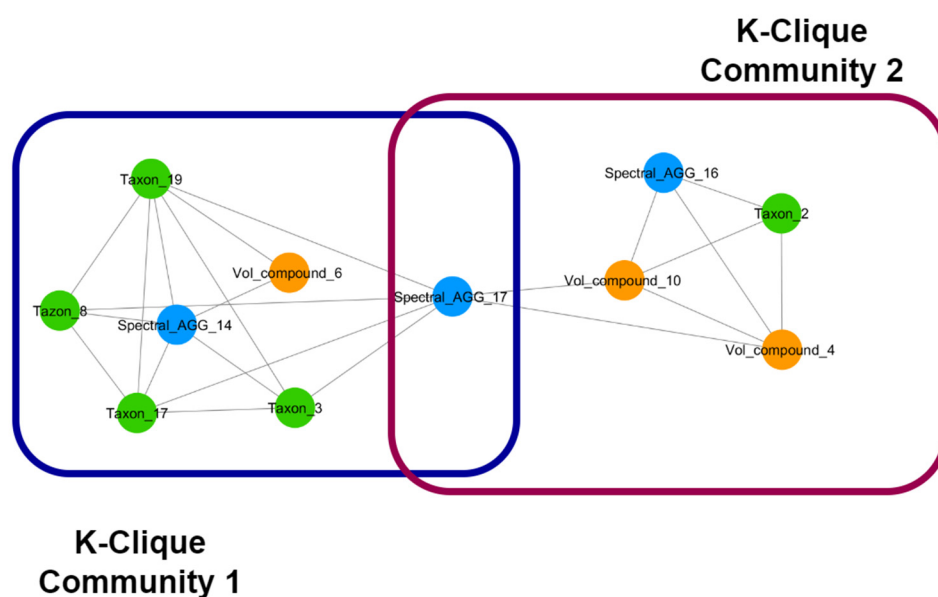 K-Clique
Community 2
Taxon_19
Spectral_AGG_16
Taxon_2
Vol_compound_6
Vol_compound_10
Spectral_AGG_17
Tazon_8
Spectral_AGG_14
Vol_compound_4
Taxon_17
Taxon_3
K-Clique
Community 1